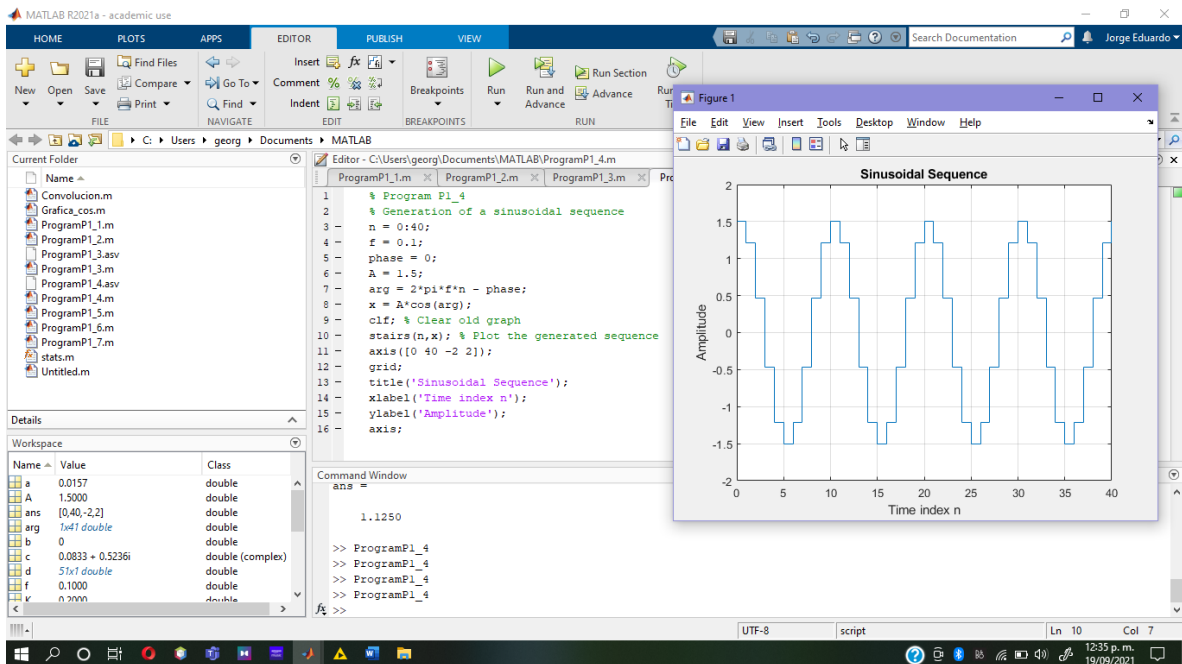 MATLAB R2021a - academic use
HOME PLOTS APPS EDITOR PUBLISH VIEW
Search Documentation
Jorge Eduardo
New Open Save
Find Files
Compare
Print
Go To
Find
Insert fx
Comment %
Indent
Breakpoints
Run
Run and Advance
Run Section
Advance
FILE NAVIGATE EDIT BREAKPOINTS RUN
C: Users georg Documents MATLAB
Current Folder
Name
Convolucion.m
Grafica_cos.m
ProgramP1_1.m
ProgramP1_2.m
ProgramP1_3.asv
ProgramP1_3.m
ProgramP1_4.asv
ProgramP1_4.m
ProgramP1_5.m
ProgramP1_6.m
ProgramP1_7.m
stats.m
Untitled.m
Details
Workspace
Name Value Class
a 0.0157 double
A 1.5000 double
ans [0,40,-2,2] double
arg 1x41 double double
b 0 double
c 0.0833 + 0.5236i double (complex)
d 51x1 double double
f 0.1000 double
K 0.2000 double
Editor - C:\Users\georg\Documents\MATLAB\ProgramP1_4.m
ProgramP1_1.m ProgramP1_2.m ProgramP1_3.m
1 % Program P1_4
2 % Generation of a sinusoidal sequence
3 – n = 0:40;
4 – f = 0.1;
5 – phase = 0;
6 – A = 1.5;
7 – arg = 2*pi*f*n - phase;
8 – x = A*cos(arg);
9 – clf; % Clear old graph
10 – stairs(n,x); % Plot the generated sequence
11 – axis([0 40 -2 2]);
12 – grid;
13 – title('Sinusoidal Sequence');
14 – xlabel('Time index n');
15 – ylabel('Amplitude');
16 – axis;
Command Window
ans =
1.1250
>> ProgramP1_4
>> ProgramP1_4
>> ProgramP1_4
>> ProgramP1_4
fx >>
Figure 1
File Edit View Insert Tools Desktop Window Help
Sinusoidal Sequence
2
1.5
1
0.5
0
-0.5
-1
-1.5
-2
Amplitude
0 5 10 15 20 25 30 35 40
Time index n
UTF-8 script Ln 10 Col 7
12:35 p. m.
19/09/2021